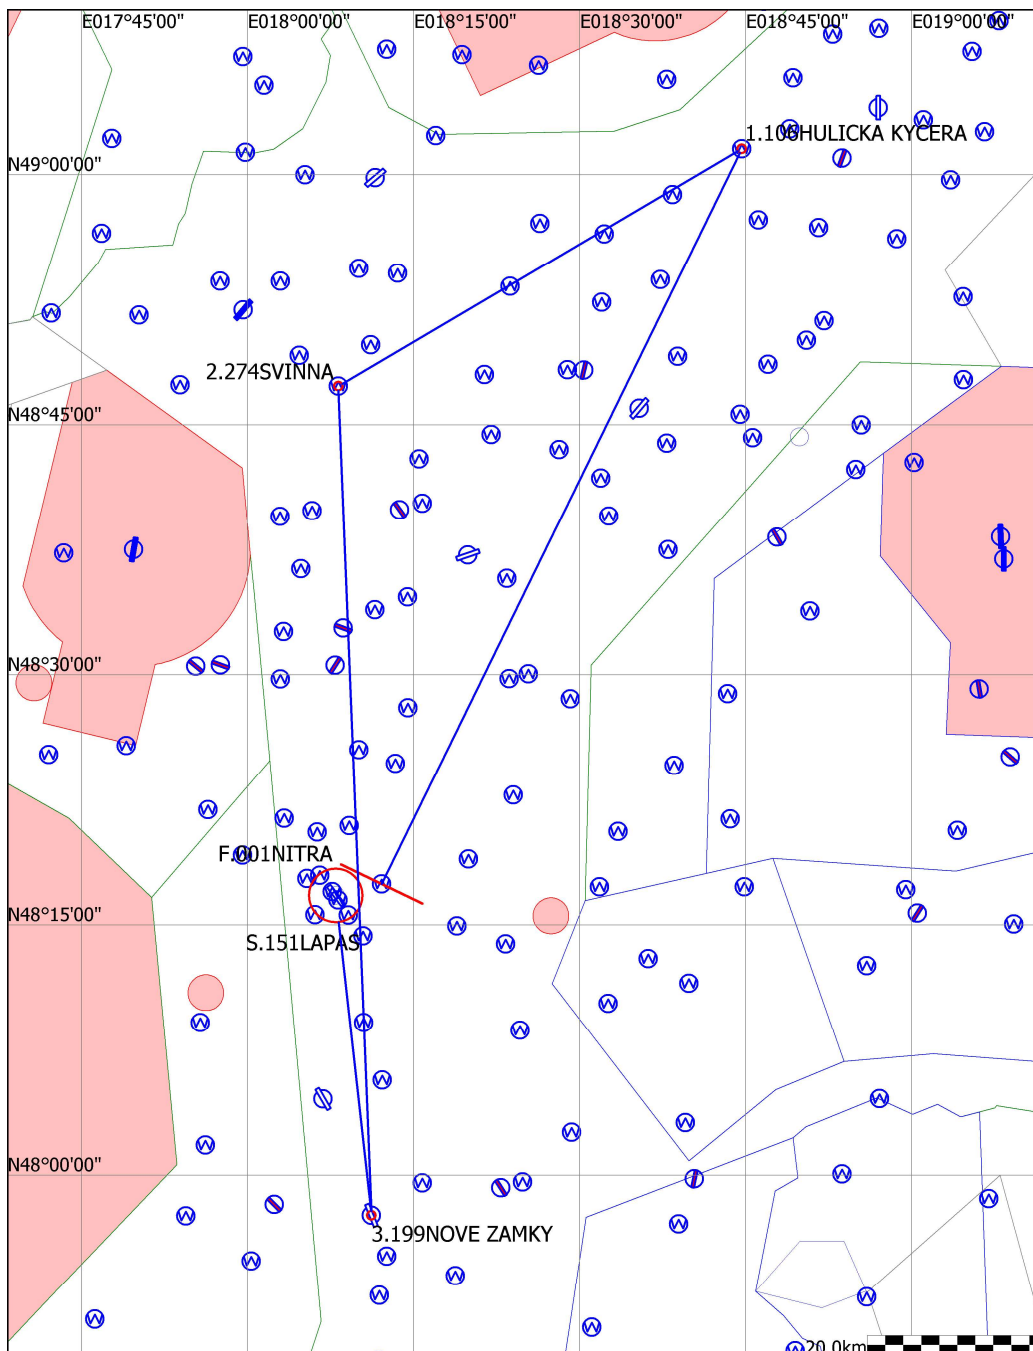 E017°45'00" E018°00'00" E018°15'00" E018°30'00" E018°45'00" E019°00'00"
1.106HULICKA KYCERA
N49°00'00"
2.274SVINNA
N48°45'00"
N48°30'00"
F.001NITRA
N48°15'00"
S.151LAPAS
N48°00'00"
3.199NOVE ZAMKY
20.0km